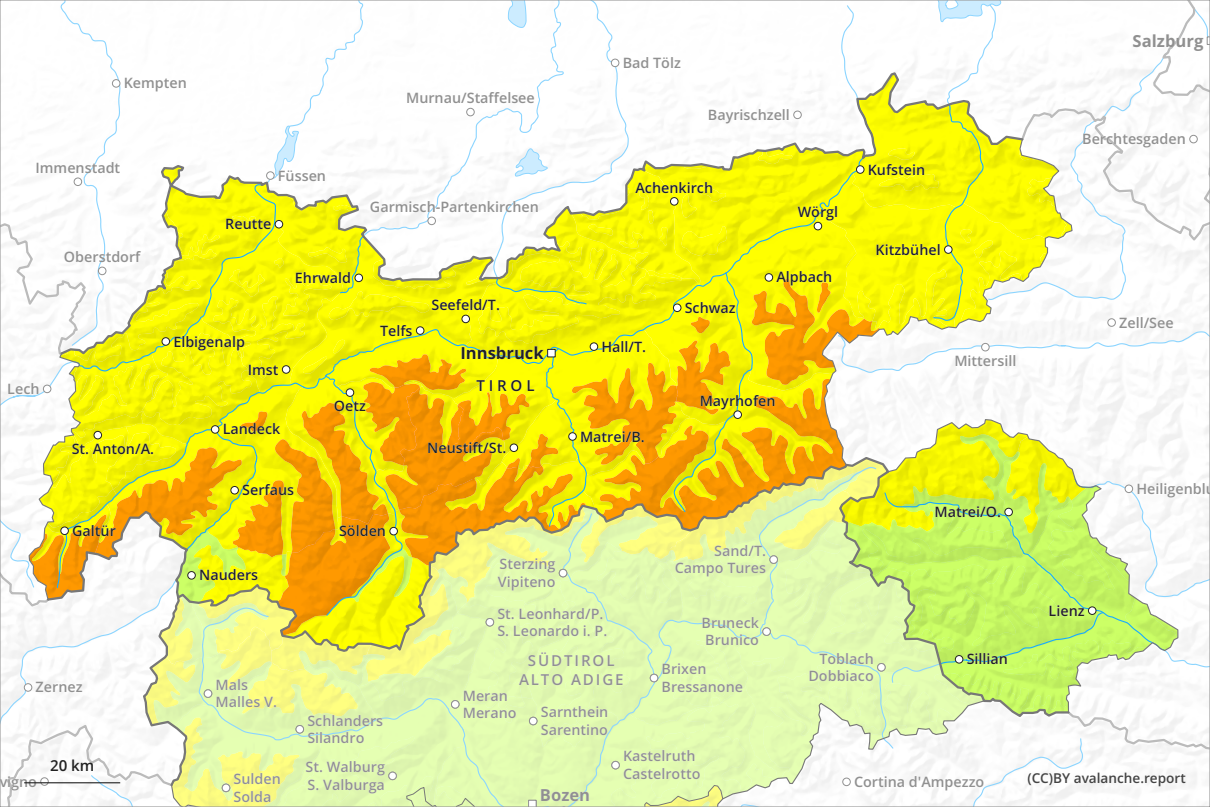 Salzburg
Bad Tölz
Kempten
Murnau/Staffelsee
Bayrischzell
Berchtesgaden
Immenstadt
Füssen
Kufstein
Achenkirch
Garmisch-Partenkirchen
Wörgl
Reutte
Kitzbühel
Oberstdorf
Ehrwald
Alpbach
Seefeld/T.
Schwaz
Zell/See
Telfs
Elbigenalp
Innsbruck
Hall/T.
Mittersill
Imst
TIROL
Lech
Oetz
Mayrhofen
Landeck
Matrei/B.
St. Anton/A.
Neustift/St.
Serfaus
Heiligenblu
Matrei/O.
Galtür
Sölden
Sand/T.
Campo Tures
Sterzing
Vipiteno
Nauders
Lienz
St. Leonhard/P.
S. Leonardo i. P.
Bruneck
Brunico
Sillian
SÜDTIROL
ALTO ADIGE
Toblach
Dobbiaco
Brixen
Bressanone
Zernez
Mals
Malles V.
Meran
Merano
Sarnthein
Sarentino
Schlanders
Silandro
Kastelruth
Castelrotto
20 km
St. Walburg
S. Valburga
vigno
Sulden
Solda
Cortina d'Ampezzo
(CC)BY avalanche.report
Bozen